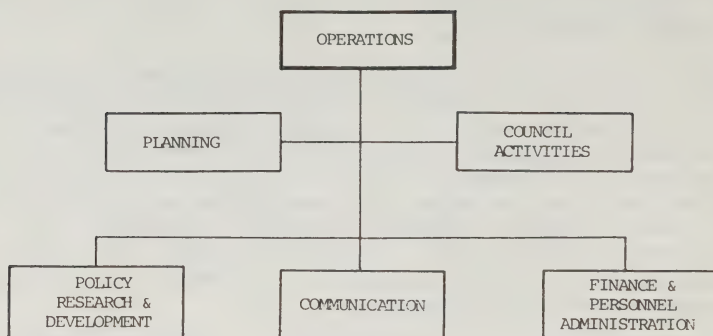 OPERATIONS
PLANNING
COUNCIL
ACTIVITIES
POLICY
RESEARCH &
DEVELOPMENT
COMMUNICATION
FINANCE &
PERSONNEL
ADMINISTRATION